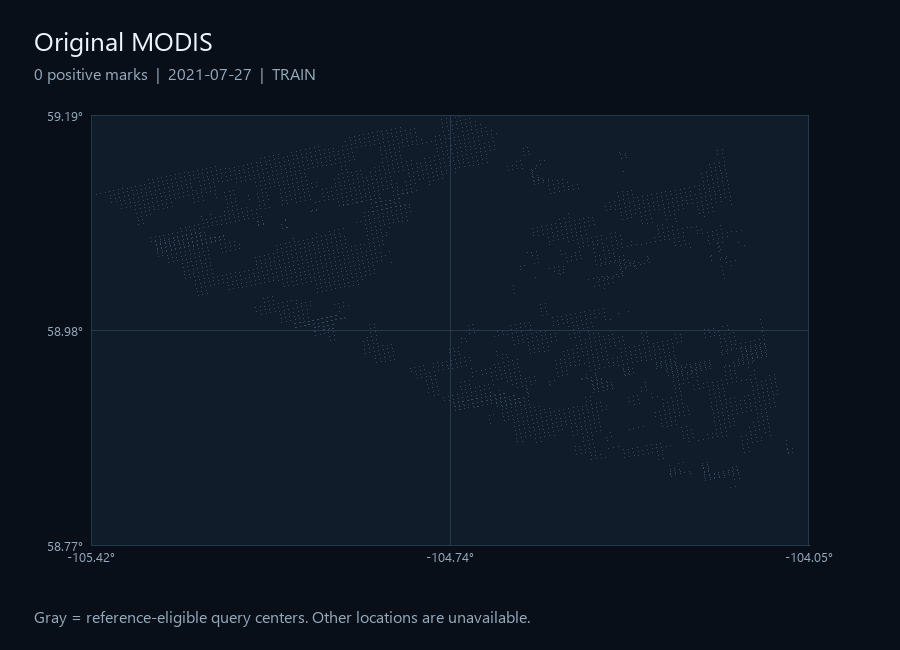 Original MODIS
0 positive marks | 2021-07-27 | TRAIN
59.19°
58.98°
58.77°
-105.42°
-104.74°
-104.05°
Gray = reference-eligible query centers. Other locations are unavailable.